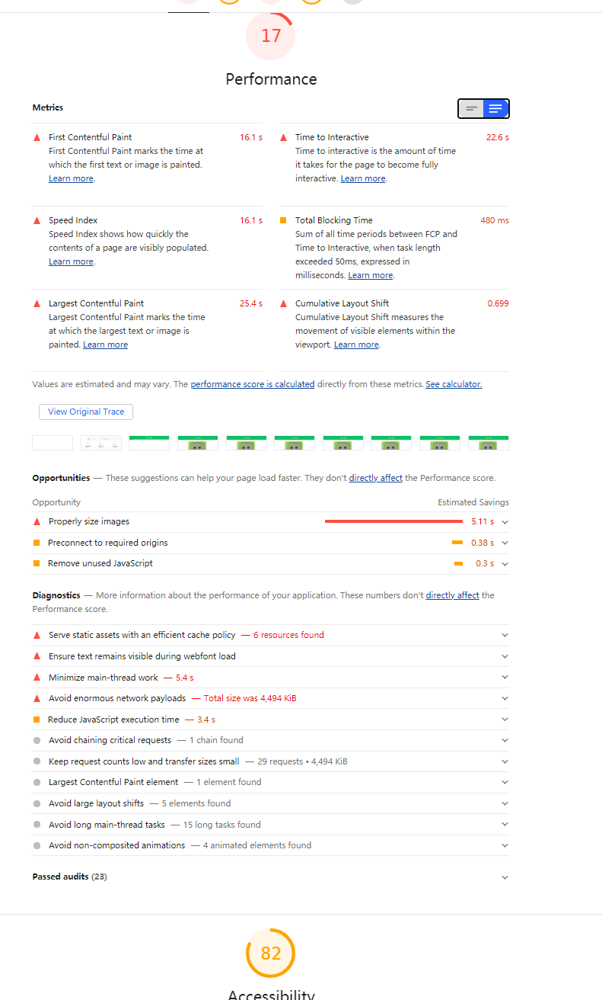 17
Performance
Metrics
First Contentful Paint 16.1 s
First Contentful Paint marks the time at
which the first text or image is painted.
Learn more.
Time to Interactive 22.6 s
Time to interactive is the amount of time
it takes for the page to become fully
interactive. Learn more.
Speed Index 16.1 s
Speed Index shows how quickly the
contents of a page are visibly populated.
Learn more.
Total Blocking Time 480 ms
Sum of all time periods between FCP and
Time to Interactive, when task length
exceeded 50ms, expressed in
milliseconds. Learn more.
Largest Contentful Paint 25.4 s
Largest Contentful Paint marks the time
at which the largest text or image is
painted. Learn more
Cumulative Layout Shift 0.699
Cumulative Layout Shift measures the
movement of visible elements within the
viewport. Learn more.
Values are estimated and may vary. The performance score is calculated directly from these metrics. See calculator.
View Original Trace
Opportunities — These suggestions can help your page load faster. They don't directly affect the Performance score.
Opportunity Estimated Savings
Properly size images 5.11 s
Preconnect to required origins 0.38 s
Remove unused JavaScript 0.3 s
Diagnostics — More information about the performance of your application. These numbers don't directly affect the
Performance score.
Serve static assets with an efficient cache policy — 6 resources found
Ensure text remains visible during webfont load
Minimize main-thread work — 5.4 s
Avoid enormous network payloads — Total size was 4,494 KiB
Reduce JavaScript execution time — 3.4 s
Avoid chaining critical requests — 1 chain found
Keep request counts low and transfer sizes small — 29 requests • 4,494 KiB
Largest Contentful Paint element — 1 element found
Avoid large layout shifts — 5 elements found
Avoid long main-thread tasks — 15 long tasks found
Avoid non-composited animations — 4 animated elements found
Passed audits (23)
82
Accessibility